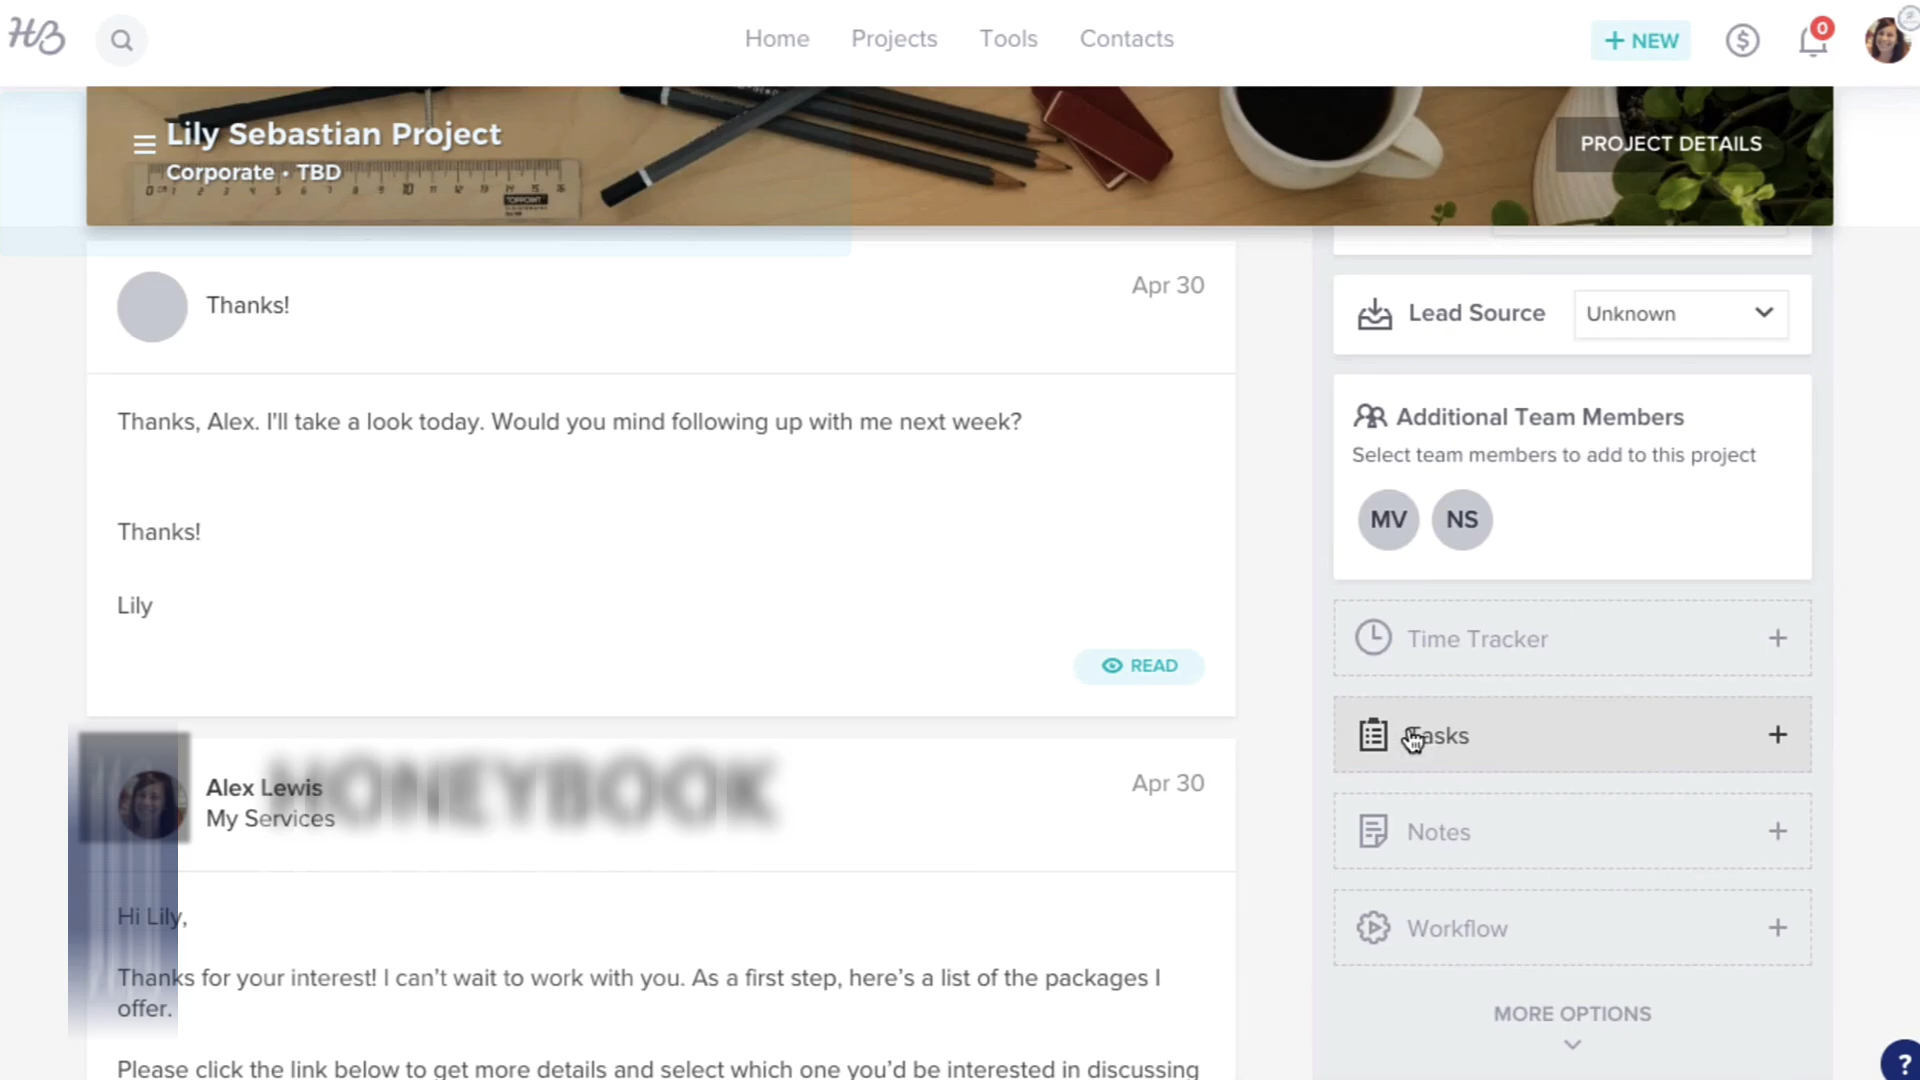 HB
Home
Projects
Tools
Contacts
+ NEW
0
Lily Sebastian Project
Corporate • TBD
PROJECT DETAILS
Thanks!
Apr 30
Thanks, Alex. I'll take a look today. Would you mind following up with me next week?
Thanks!
Lily
READ
Alex Lewis
HONEYBOOK
My Services
Apr 30
Hi Lily,
Thanks for your interest! I can't wait to work with you. As a first step, here's a list of the packages I
offer.
Please click the link below to get more details and select which one you'd be interested in discussing
Lead Source
Unknown
Additional Team Members
Select team members to add to this project
MV
NS
Time Tracker
+
Tasks
+
Notes
+
Workflow
+
MORE OPTIONS
?